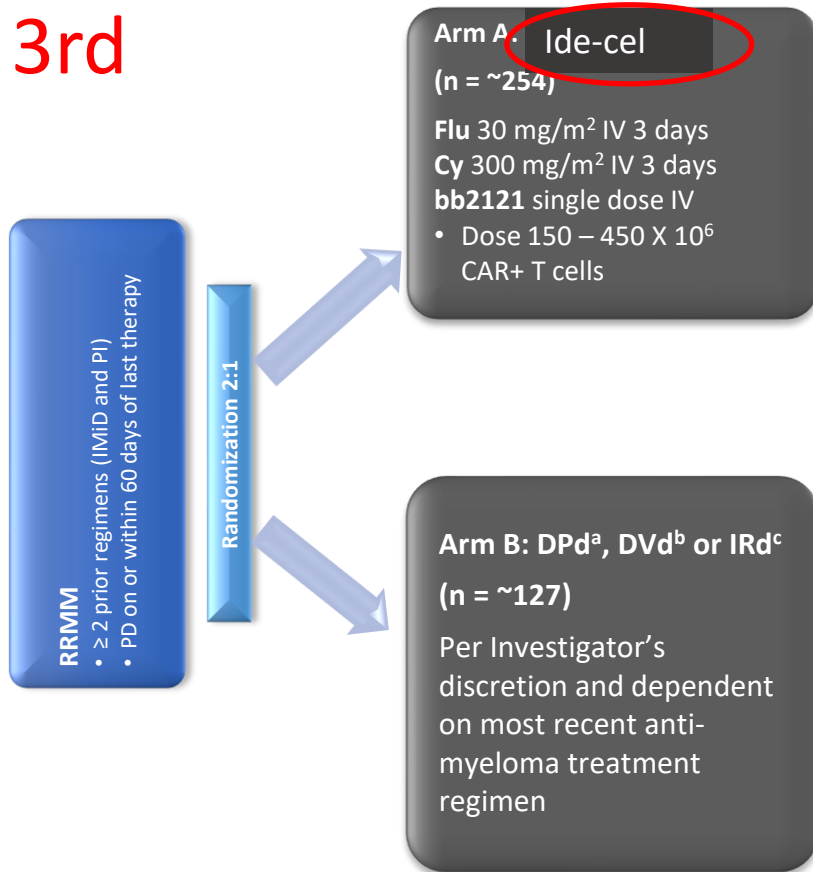 3rd
RRMM
• ≥ 2 prior regimens (IMiD and PI)
• PD on or within 60 days of last therapy
Randomization 2:1
Arm A: Ide-cel
(n = ~254)
Flu 30 mg/m² IV 3 days
Cy 300 mg/m² IV 3 days
bb2121 single dose IV
• Dose 150 – 450 X 10⁶
CAR+ T cells
Arm B: DPdᵃ, DVdᵇ or IRdᶜ
(n = ~127)
Per Investigator’s
discretion and dependent
on most recent anti-
myeloma treatment
regimen